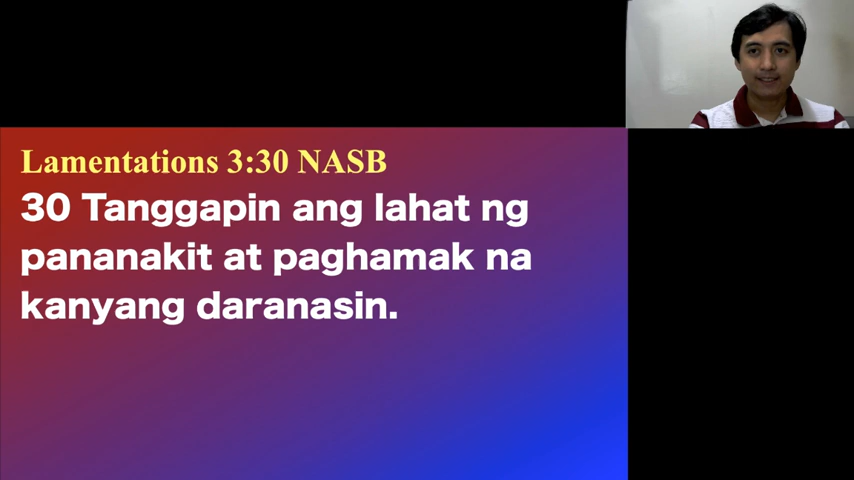 Lamentations 3:30 NASB
30 Tanggapin ang lahat ng
pananakit at paghamak na
kanyang daranasin.